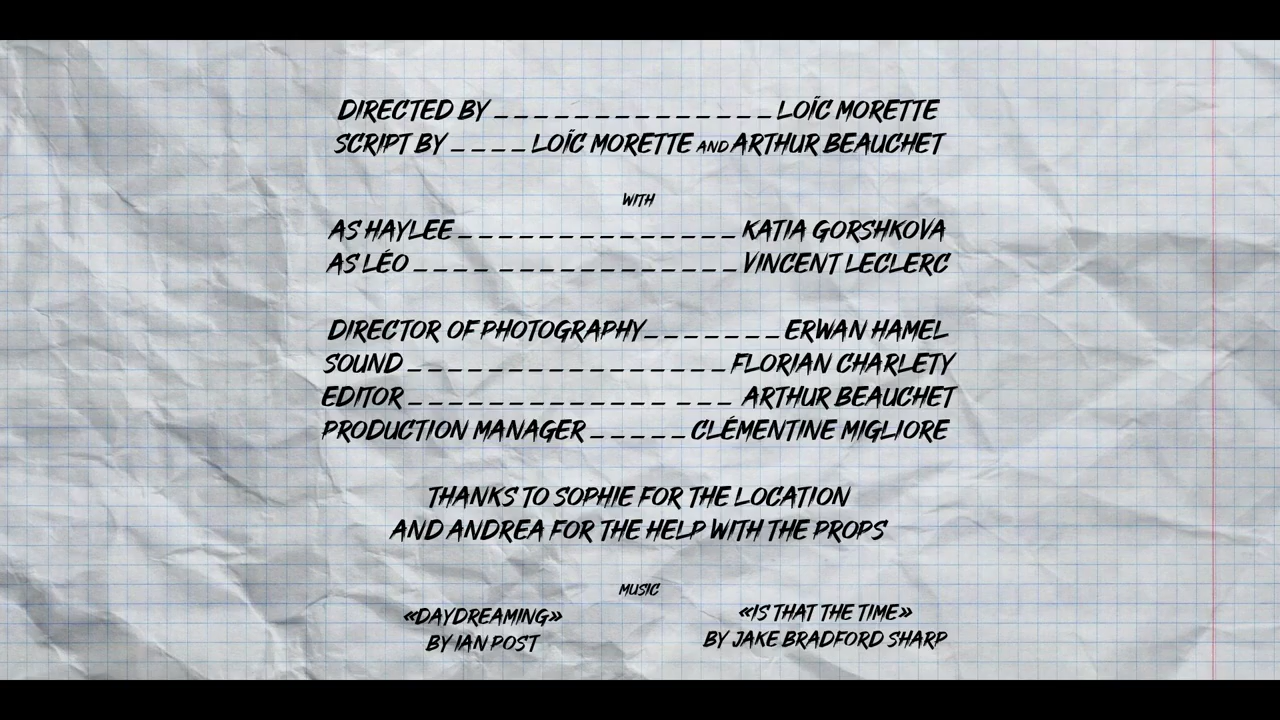 DIRECTED BY _ _ _ _ _ _ _ _ _ _ _ _ _ _ LOÏC MORETTE
SCRIPT BY _ _ _ _ LOÏC MORETTE AND ARTHUR BEAUCHET
WITH
AS HAYLEE _ _ _ _ _ _ _ _ _ _ _ _ _ _ KATIA GORSHKOVA
AS LÉO _ _ _ _ _ _ _ _ _ _ _ _ _ _ _ _ VINCENT LECLERC
DIRECTOR OF PHOTOGRAPHY _ _ _ _ _ _ _ ERWAN HAMEL
SOUND _ _ _ _ _ _ _ _ _ _ _ _ _ _ _ _ FLORIAN CHARLETY
EDITOR _ _ _ _ _ _ _ _ _ _ _ _ _ _ _ _ ARTHUR BEAUCHET
PRODUCTION MANAGER _ _ _ _ _ CLÉMENTINE MIGLIORE
THANKS TO SOPHIE FOR THE LOCATION
AND ANDREA FOR THE HELP WITH THE PROPS
MUSIC
«DAYDREAMING»
BY IAN POST
«IS THAT THE TIME»
BY JAKE BRADFORD SHARP